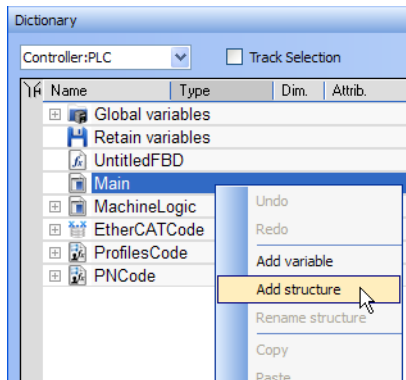 Dictionary
Controller:PLC Track Selection
Name Type Dim. Attrib.
Global variables
Retain variables
UntitledFBD
Main
MachineLogic
EtherCATCode
ProfilesCode
PNCode
Undo
Redo
Add variable
Add structure
Rename structure
Copy
Paste